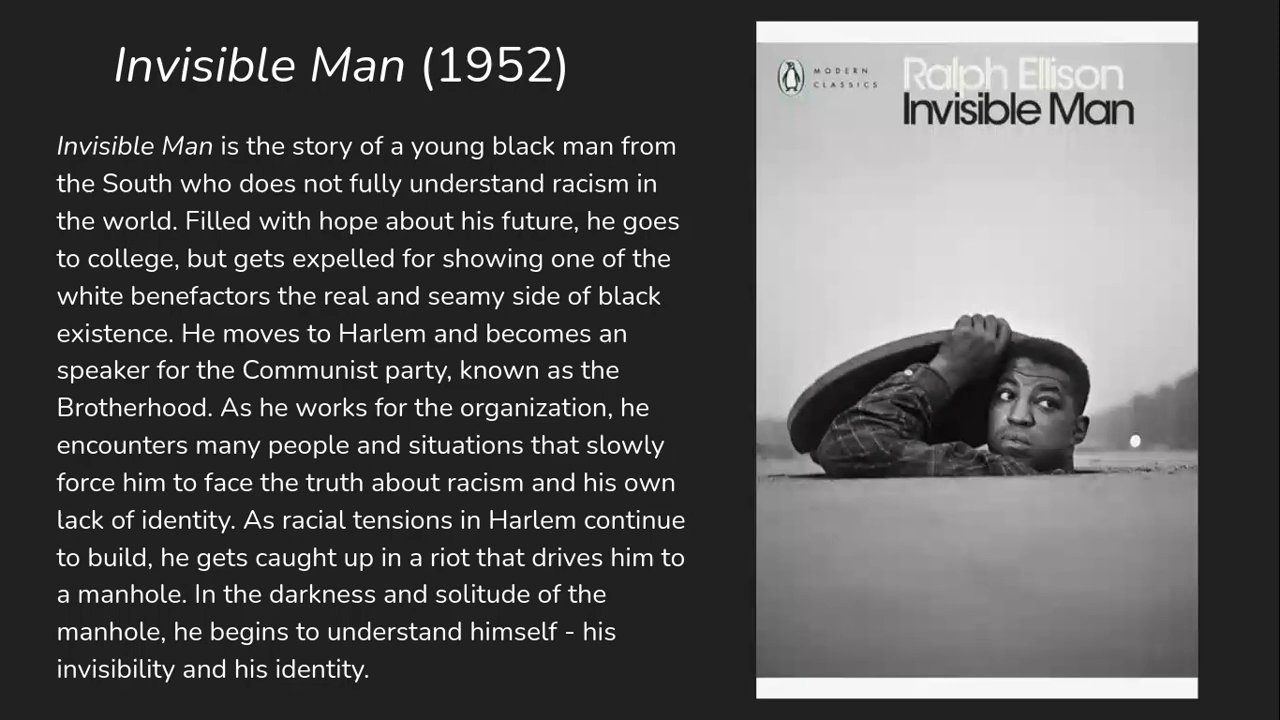 Invisible Man (1952)
Invisible Man is the story of a young black man from
the South who does not fully understand racism in
the world. Filled with hope about his future, he goes
to college, but gets expelled for showing one of the
white benefactors the real and seamy side of black
existence. He moves to Harlem and becomes an
speaker for the Communist party, known as the
Brotherhood. As he works for the organization, he
encounters many people and situations that slowly
force him to face the truth about racism and his own
lack of identity. As racial tensions in Harlem continue
to build, he gets caught up in a riot that drives him to
a manhole. In the darkness and solitude of the
manhole, he begins to understand himself - his
invisibility and his identity.
MODERN
CLASSICS
Ralph Ellison
Invisible Man